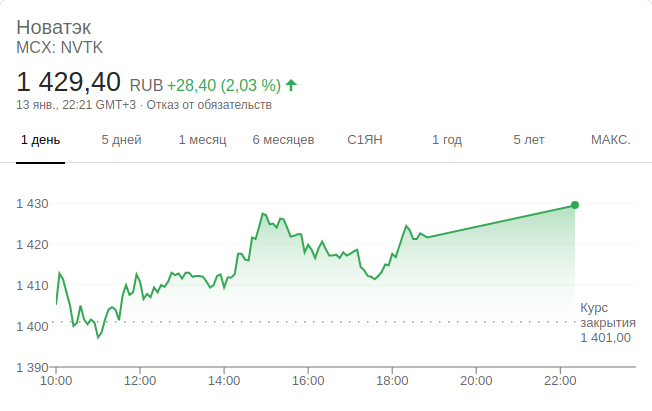 Новатэк
MCX: NVTK
1 429,40 RUB +28,40 (2,03 %)
13 янв., 22:21 GMT+3 · Отказ от обязательств
1 день 5 дней 1 месяц 6 месяцев С1ЯН 1 год 5 лет МАКС.
1 430
1 420
1 410
1 400
1 390
Курс
закрытия
1 401,00
10:00 12:00 14:00 16:00 18:00 20:00 22:00